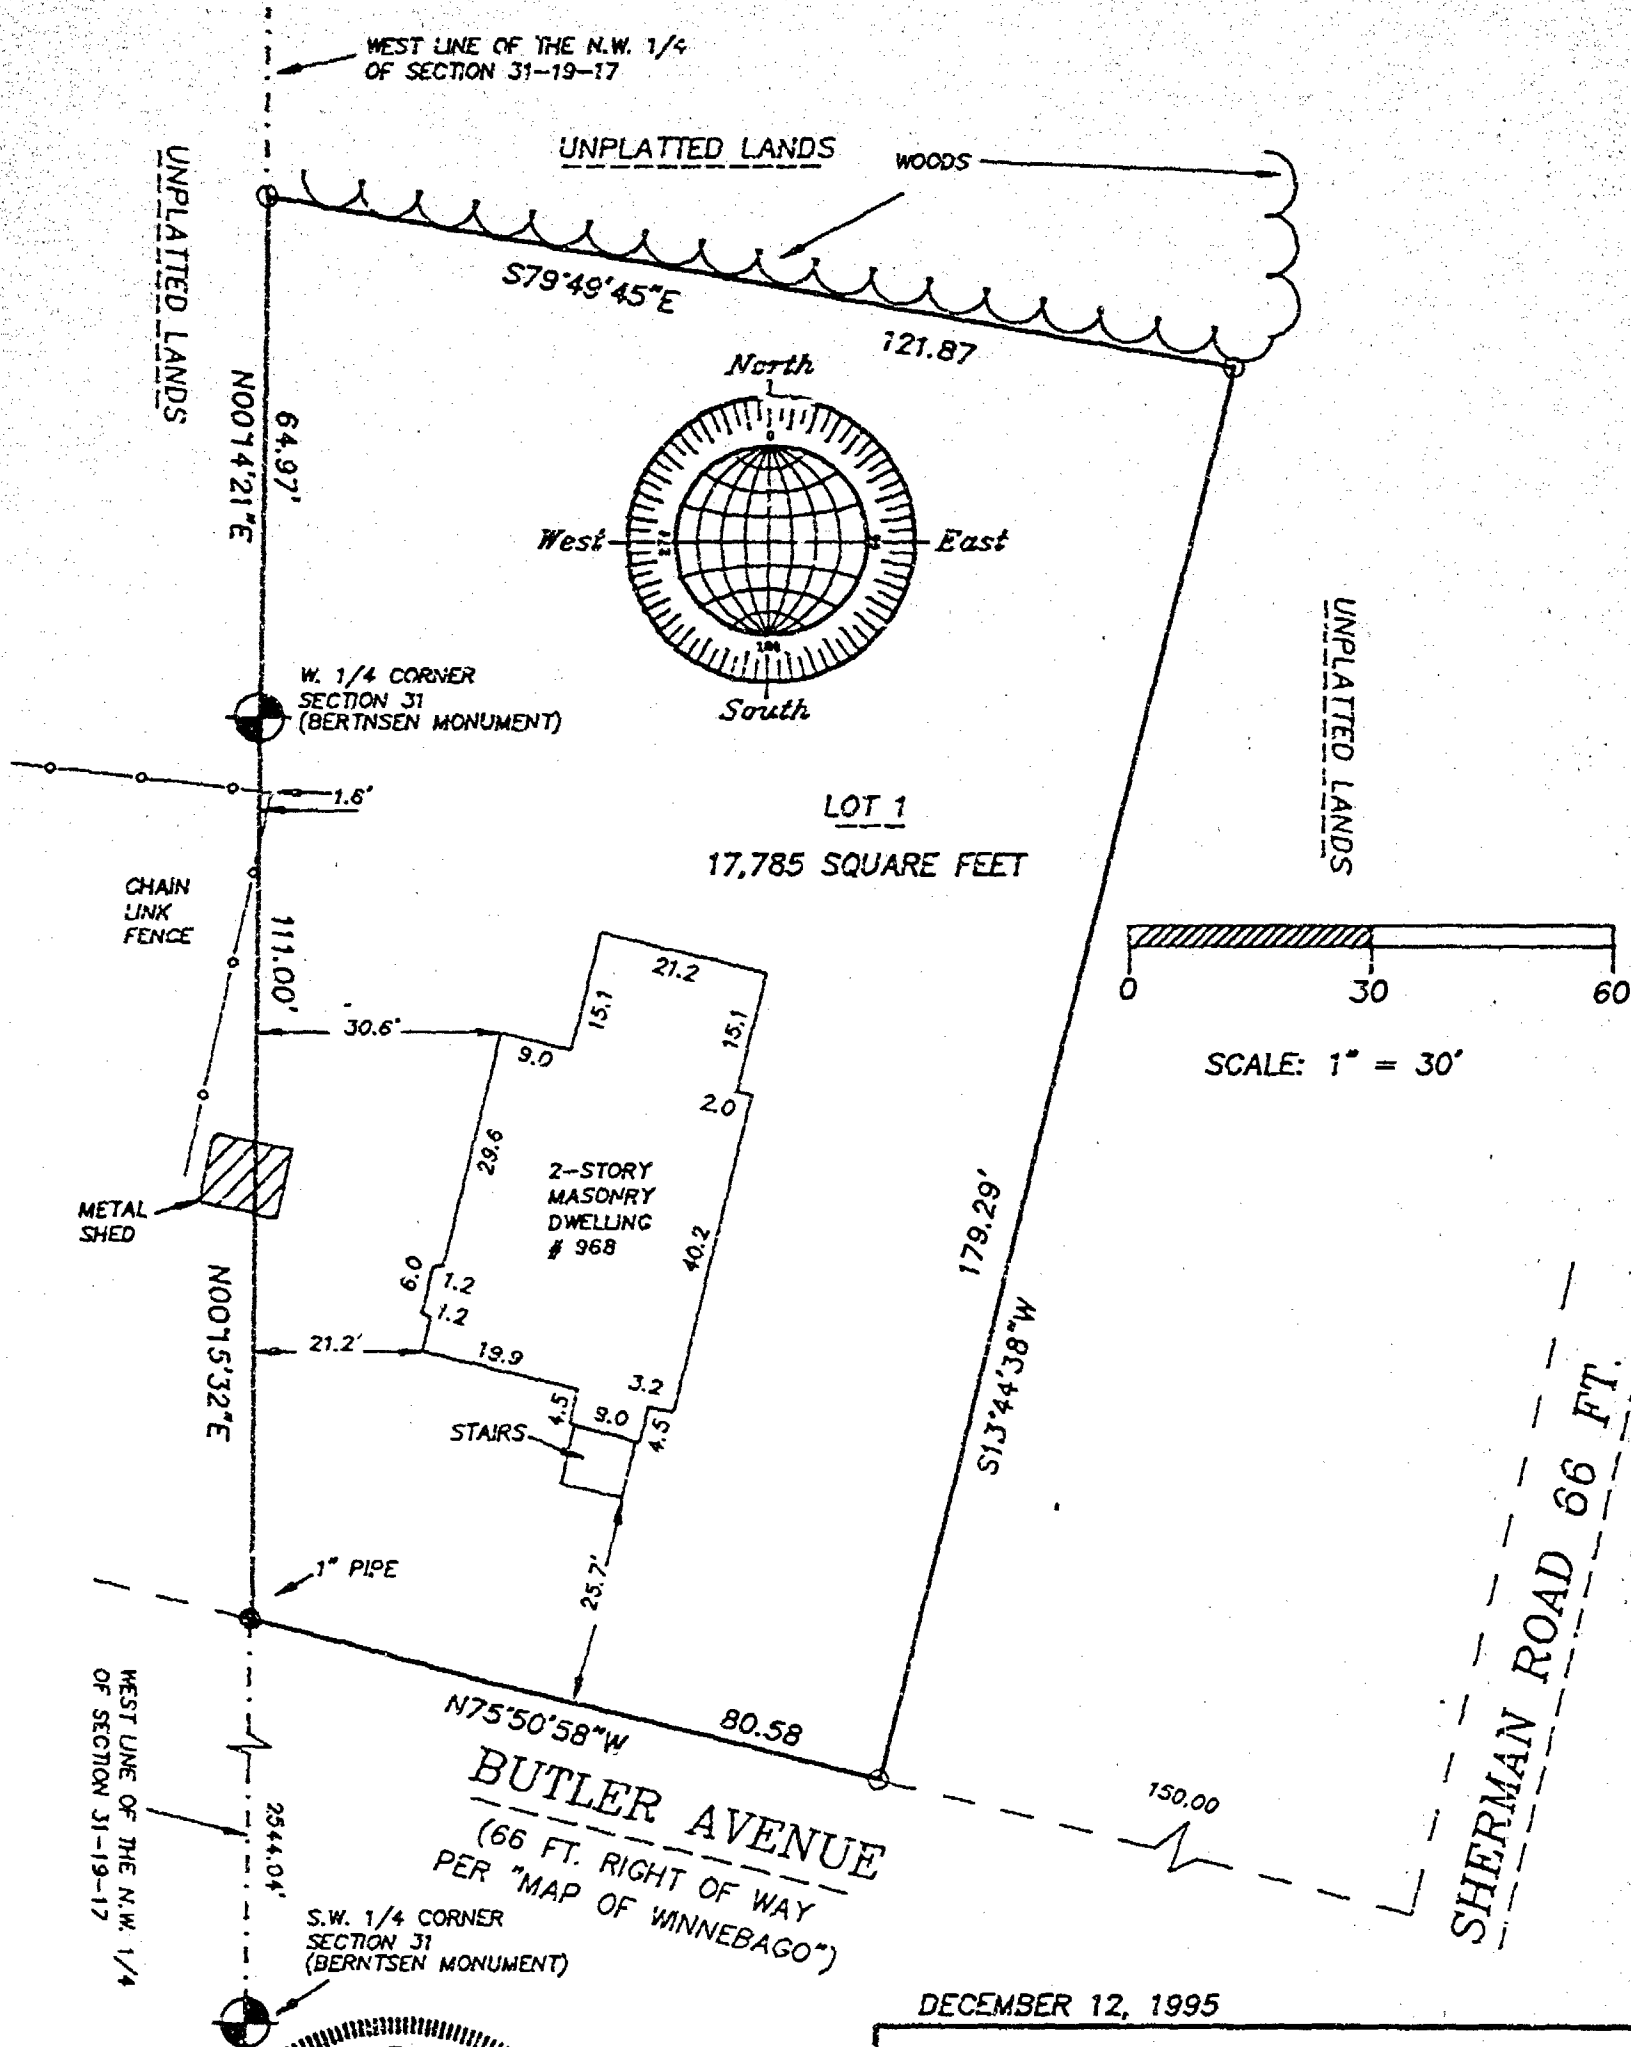 WEST LINE OF THE N.W. 1/4
OF SECTION 31-19-17
UNPLATTED LANDS
WOODS
UNPLATTED LANDS
S79°49'45"E
121.87
North
0
West
270
East
South
180
64.97'
N00°14'21"E
W. 1/4 CORNER
SECTION 31
(BERTNSEN MONUMENT)
1.6'
UNPLATTED LANDS
LOT 1
17,785 SQUARE FEET
CHAIN
LINK
FENCE
111.00'
0 30 60
SCALE: 1" = 30'
21.2
15.1
15.1
30.6'
9.0
2.0
29.6
2-STORY
MASONRY
DWELLING
# 968
40.2
METAL
SHED
6.0
1.2
1.2
N00°15'32"E
21.2'
19.9
3.2
4.5
9.0
4.5
STAIRS
179.29'
S13°44'38"W
25.7'
1" PIPE
N75°50'58"W
80.58
BUTLER AVENUE
(66 FT. RIGHT OF WAY
PER "MAP OF WINNEBAGO")
150.00
SHERMAN ROAD 66 FT.
WEST LINE OF THE N.W. 1/4
OF SECTION 31-19-17
2544.04'
S.W. 1/4 CORNER
SECTION 31
(BERNTSEN MONUMENT)
DECEMBER 12, 1995